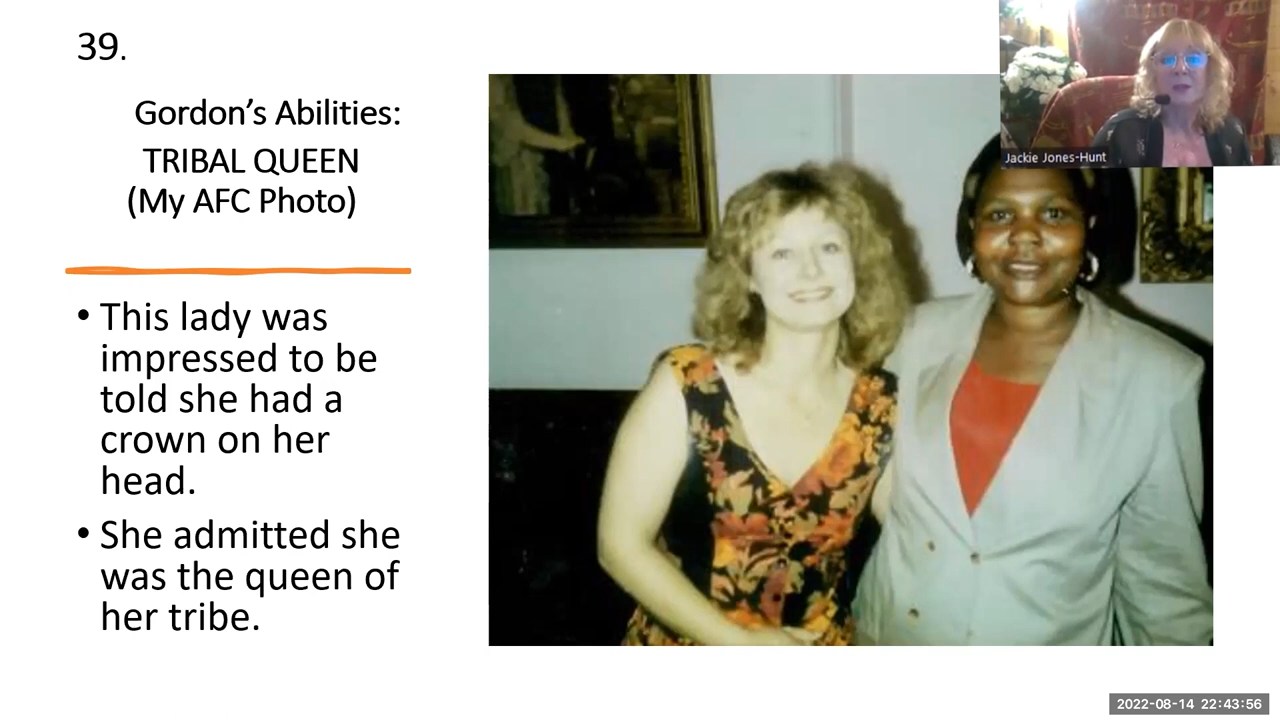 39.
Gordon’s Abilities:
TRIBAL QUEEN
(My AFC Photo)
• This lady was
impressed to be
told she had a
crown on her
head.
• She admitted she
was the queen of
her tribe.
Jackie Jones-Hunt
2022-08-14 22:43:56